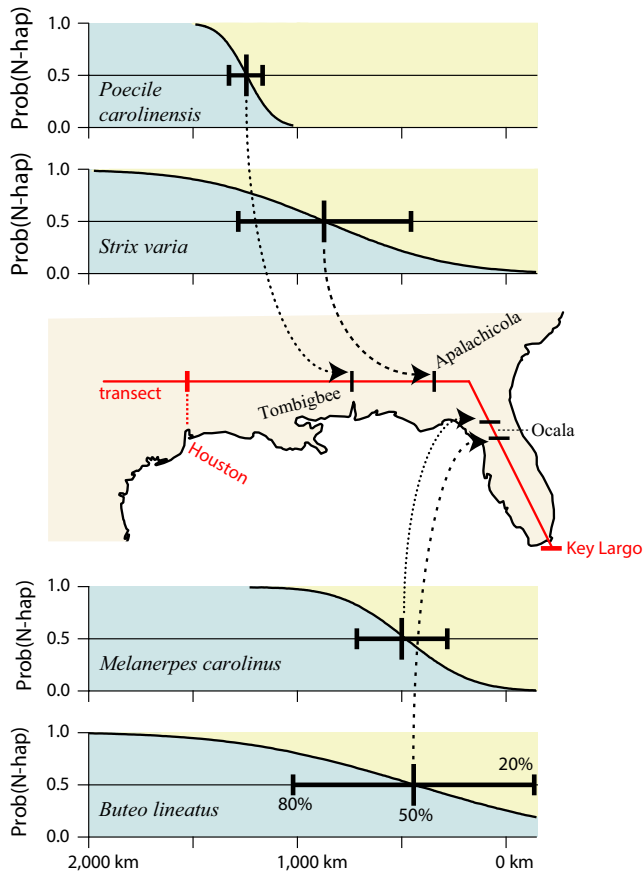 Prob(N-hap)
1.0
0.5
0.0
Poecile
carolinensis
Prob(N-hap)
1.0
0.5
0.0
Strix varia
transect
Houston
Tombigbee
Apalachicola
Ocala
Key Largo
Prob(N-hap)
1.0
0.5
0.0
Melanerpes carolinus
Prob(N-hap)
1.0
0.5
0.0
Buteo lineatus
80%
50%
20%
2,000 km
1,000 km
0 km